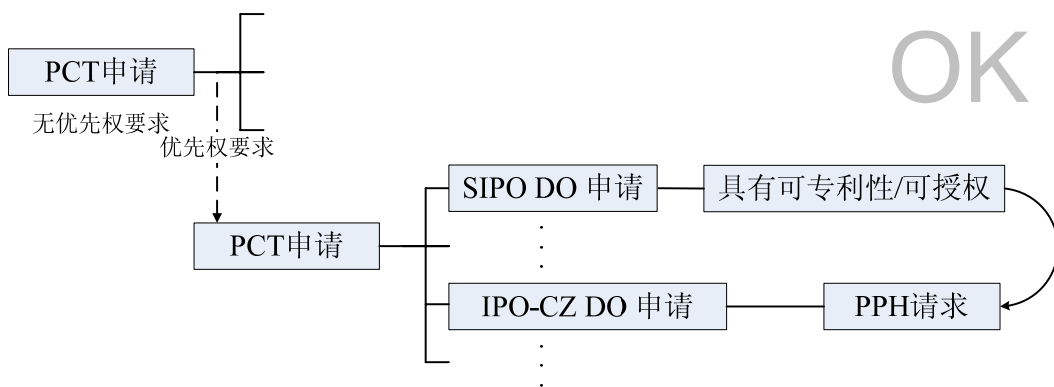 OK
PCT申请
无优先权要求
优先权要求
SIPO DO 申请
具有可专利性/可授权
PCT申请
IPO-CZ DO 申请
PPH请求